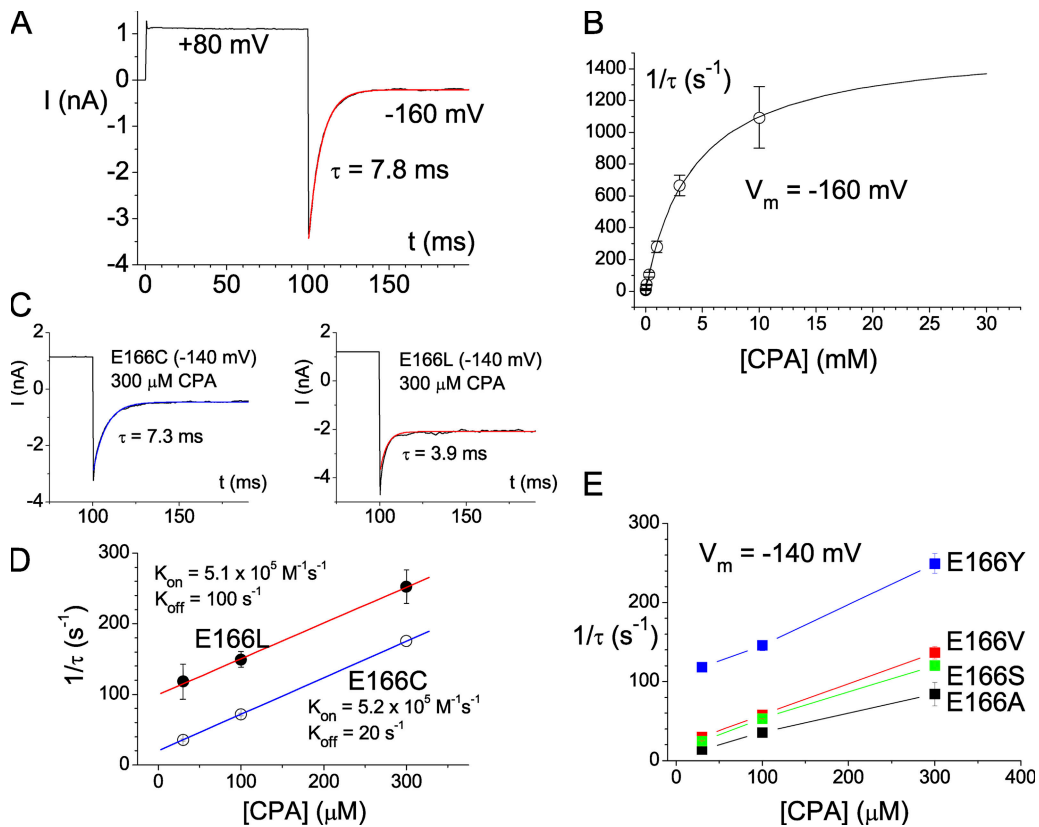 A
1
0
-1
-2
-3
-4
I (nA)
+80 mV
-160 mV
τ = 7.8 ms
t (ms)
0
50
100
150
B
1/τ (s⁻¹)
1400
1200
1000
800
600
400
200
0
Vₘ = -160 mV
0
5
10
15
20
25
30
[CPA] (mM)
C
2
0
-2
-4
I (nA)
E166C (-140 mV)
300 μM CPA
τ = 7.3 ms
t (ms)
100
150
2
0
-2
-4
I (nA)
E166L (-140 mV)
300 μM CPA
τ = 3.9 ms
t (ms)
100
150
D
300
200
100
0
1/τ (s⁻¹)
Kon = 5.1 x 10⁵ M⁻¹s⁻¹
Koff = 100 s⁻¹
E166L
E166C
Kon = 5.2 x 10⁵ M⁻¹s⁻¹
Koff = 20 s⁻¹
0
100
200
300
[CPA] (μM)
E
300
200
100
0
1/τ (s⁻¹)
Vₘ = -140 mV
E166Y
E166V
E166S
E166A
0
100
200
300
400
[CPA] (μM)